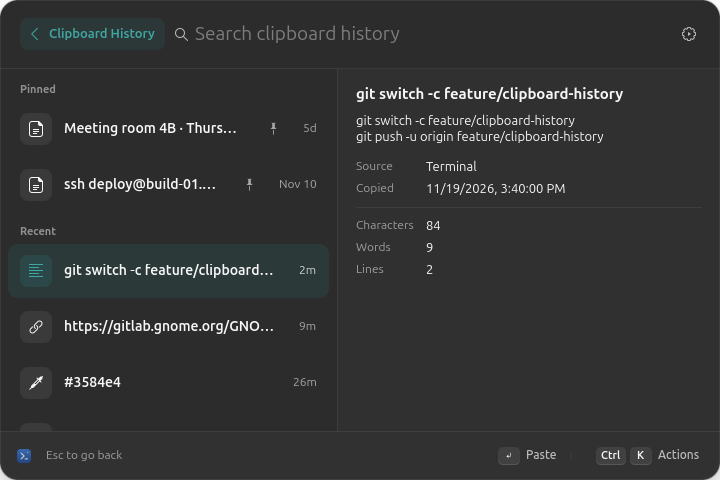 Clipboard History
Search clipboard history
Pinned
Meeting room 4B · Thurs… 5d
ssh deploy@build-01.… Nov 10
Recent
git switch -c feature/clipboard… 2m
https://gitlab.gnome.org/GNO… 9m
#3584e4 26m
git switch -c feature/clipboard-history
git switch -c feature/clipboard-history
git push -u origin feature/clipboard-history
Source Terminal
Copied 11/19/2026, 3:40:00 PM
Characters 84
Words 9
Lines 2
Esc to go back
Paste
Ctrl K Actions